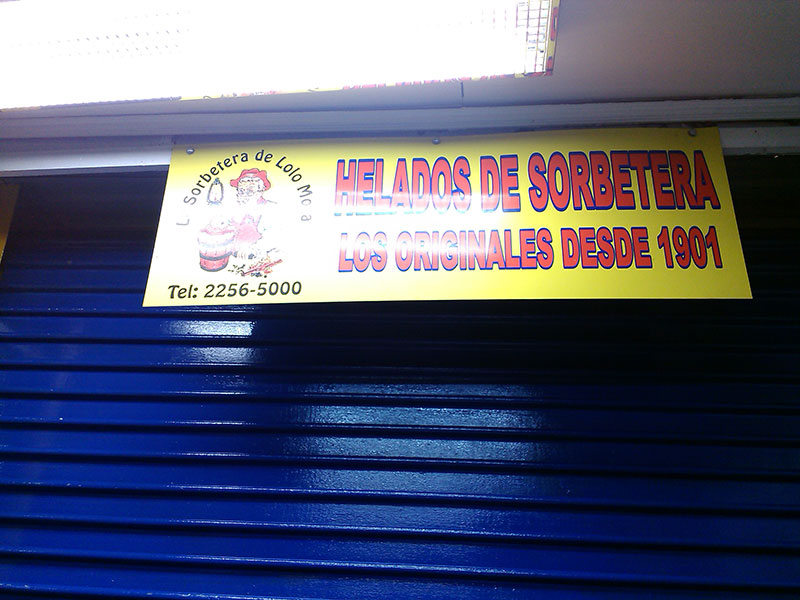 Sorbetera de Lolo
HELADOS DE SORBETERA
LOS ORIGINALES DESDE 1901
Tel: 2256-5000